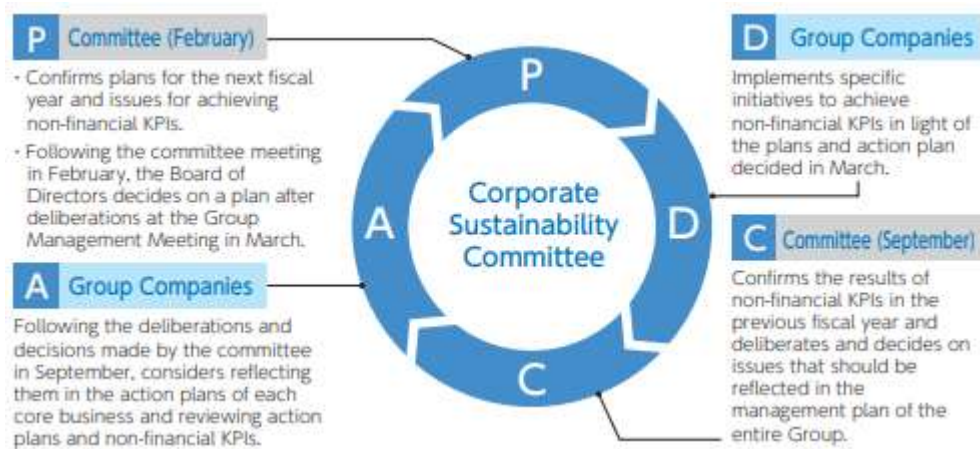 P Committee (February)
・Confirms plans for the next fiscal
year and issues for achieving
non-financial KPIs.
・Following the committee meeting
in February, the Board of
Directors decides on a plan after
deliberations at the Group
Management Meeting in March.
A Group Companies
Following the deliberations and
decisions made by the committee
in September, considers reflecting
them in the action plans of each
core business and reviewing action
plans and non-financial KPIs.
P
A
Corporate
Sustainability
Committee
D
C
D Group Companies
Implements specific
initiatives to achieve
non-financial KPIs in light of
the plans and action plan
decided in March.
C Committee (September)
Confirms the results of
non-financial KPIs in the
previous fiscal year and
deliberates and decides on
issues that should be
reflected in the
management plan of the
entire Group.